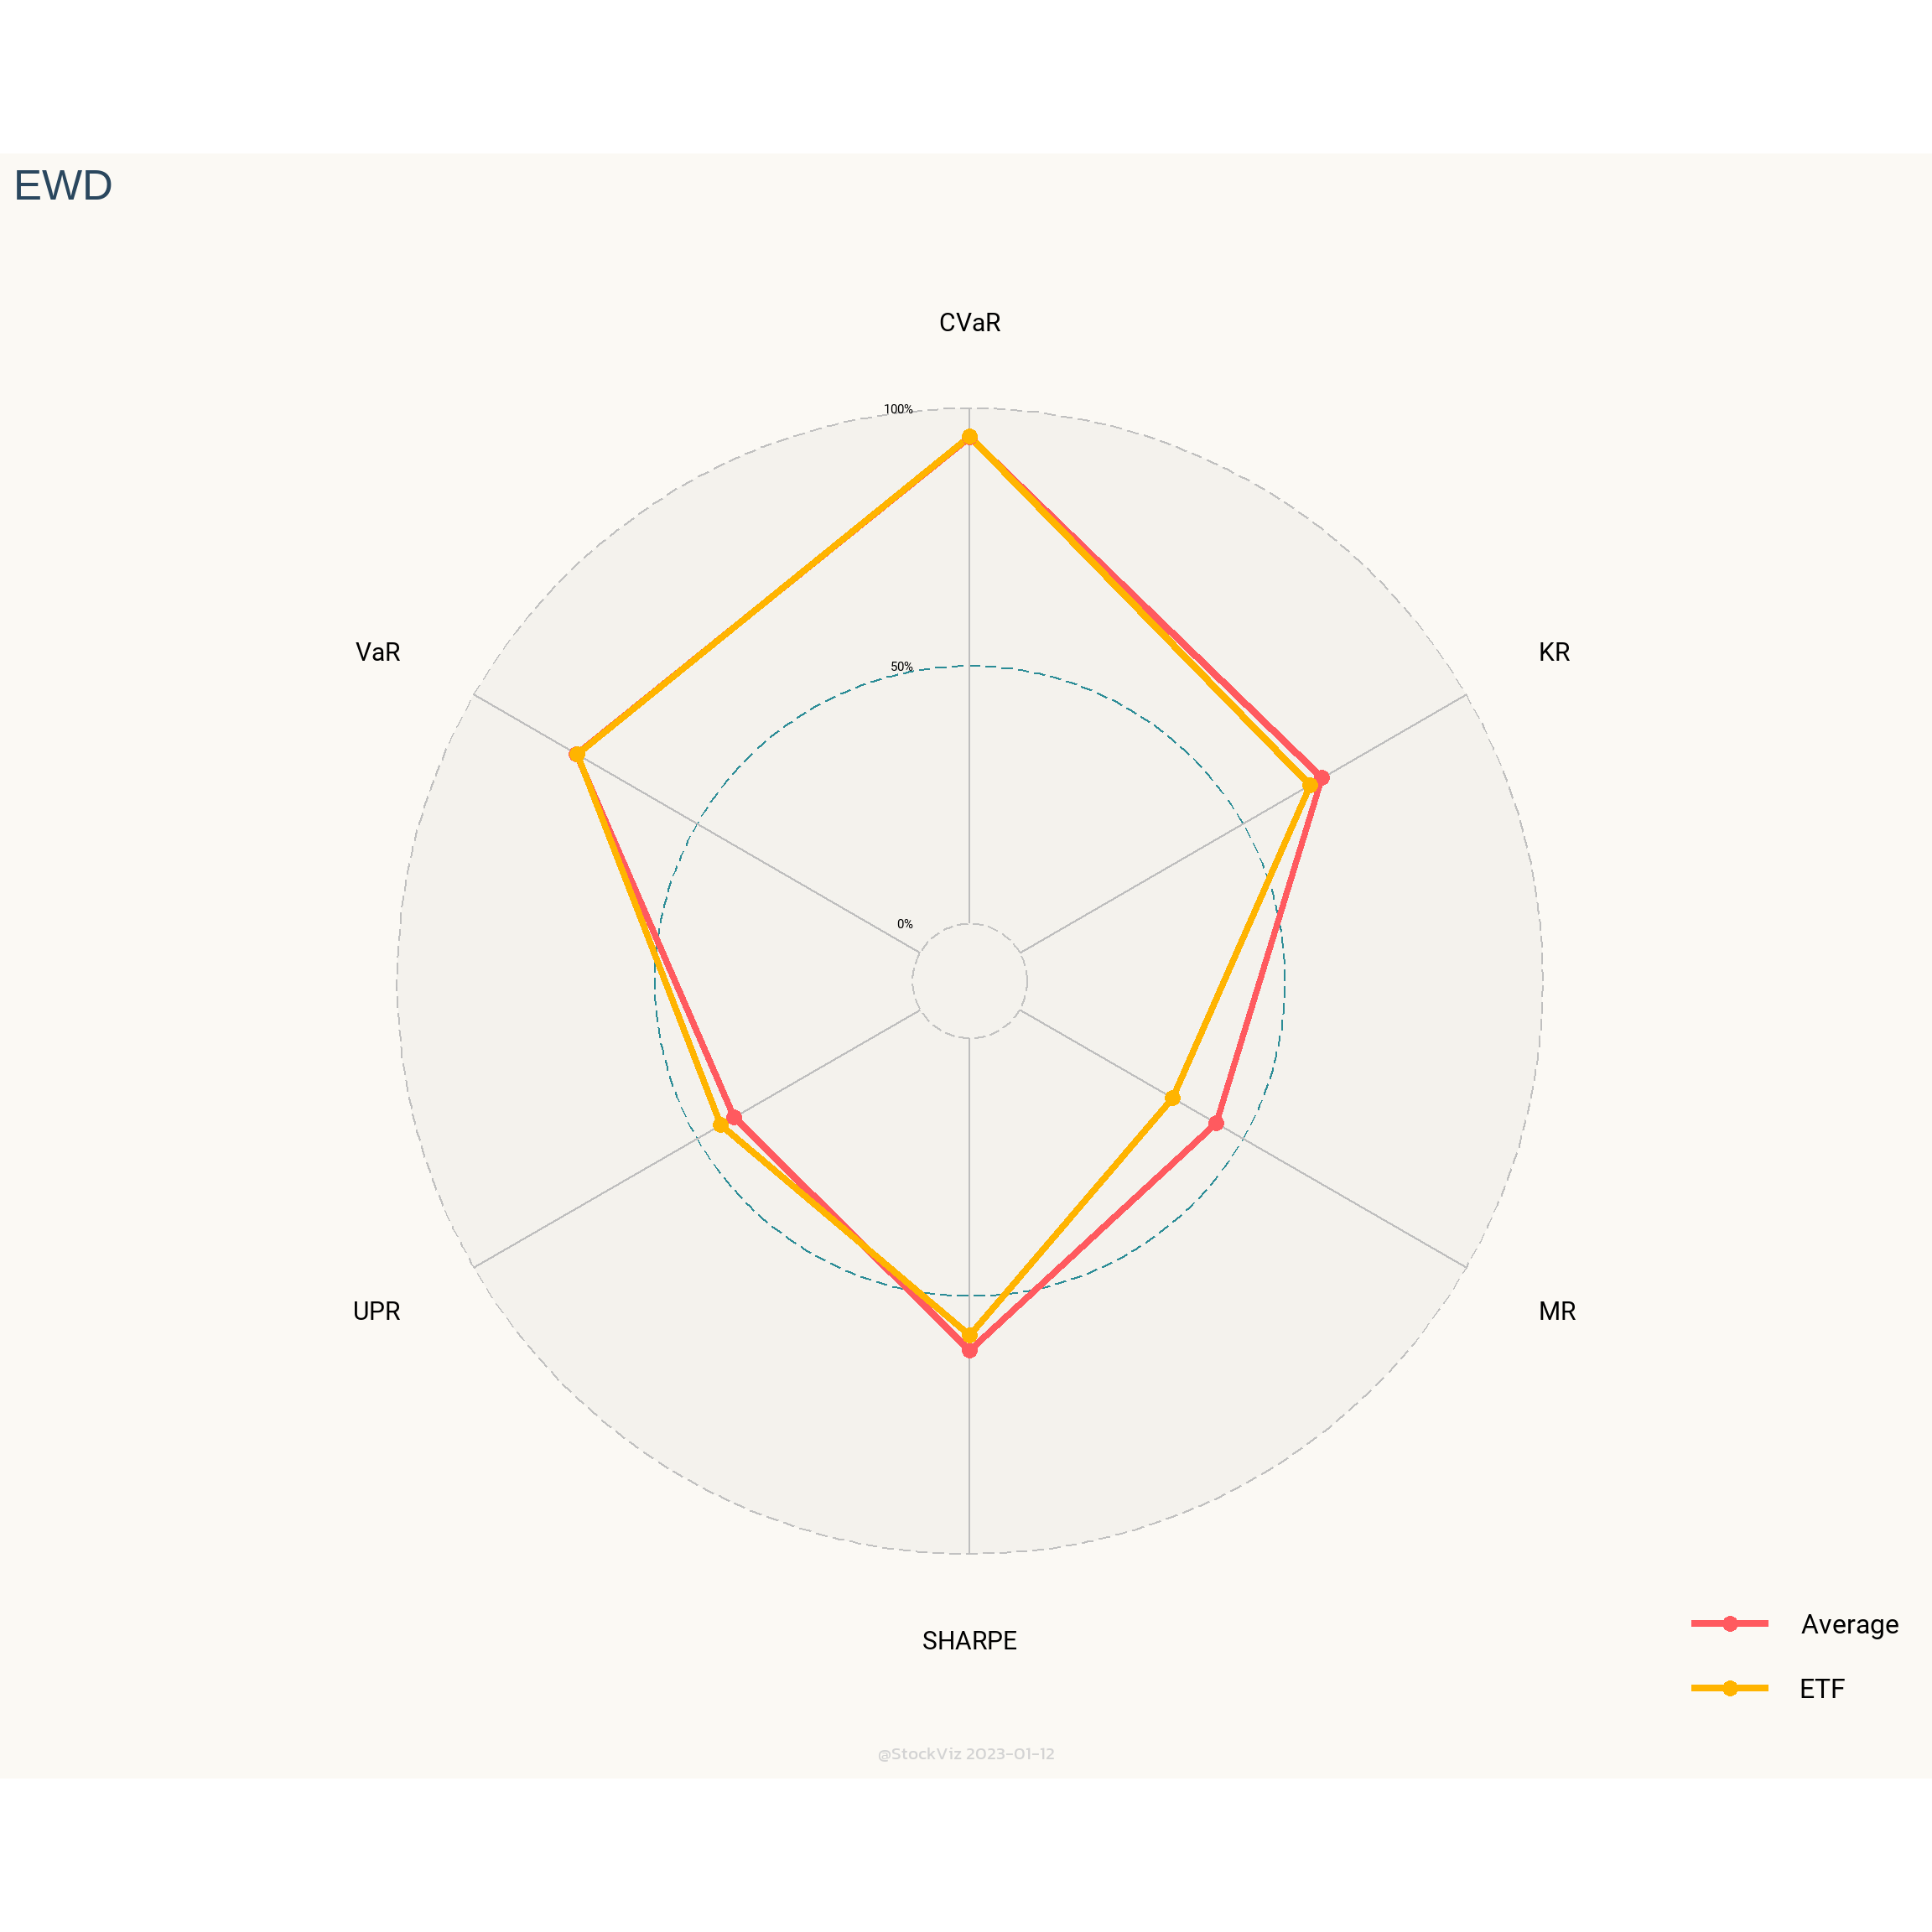 EWD
CVaR
100%
KR
VaR
50%
0%
UPR
MR
SHARPE
Average
ETF
@StockViz 2023-01-12